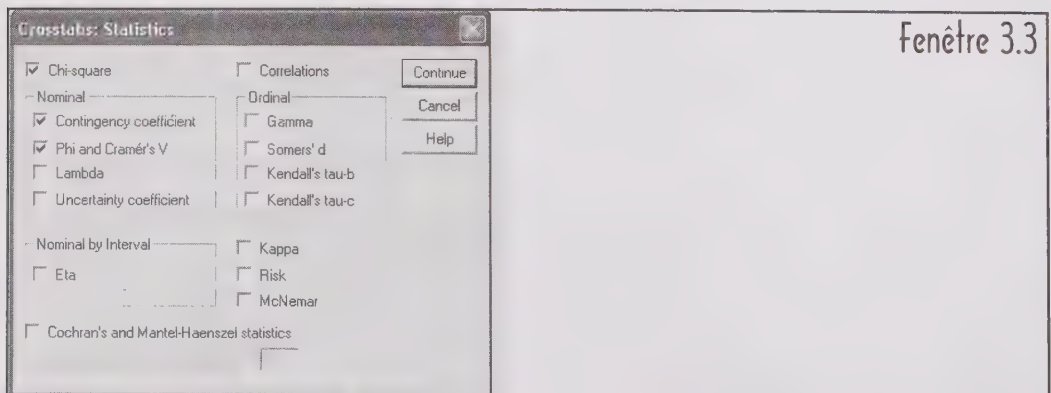 Crosstabs: Statistics
Fenêtre 3.3
Chi-square
Correlations
Continue
Nominal
Ordinal
Cancel
Contingency coefficient
Gamma
Help
Phi and Cramér's V
Somers' d
Lambda
Kendall's tau-b
Uncertainty coefficient
Kendall's tau-c
Nominal by Interval
Kappa
Eta
Risk
McNemar
Cochran's and Mantel-Haenszel statistics